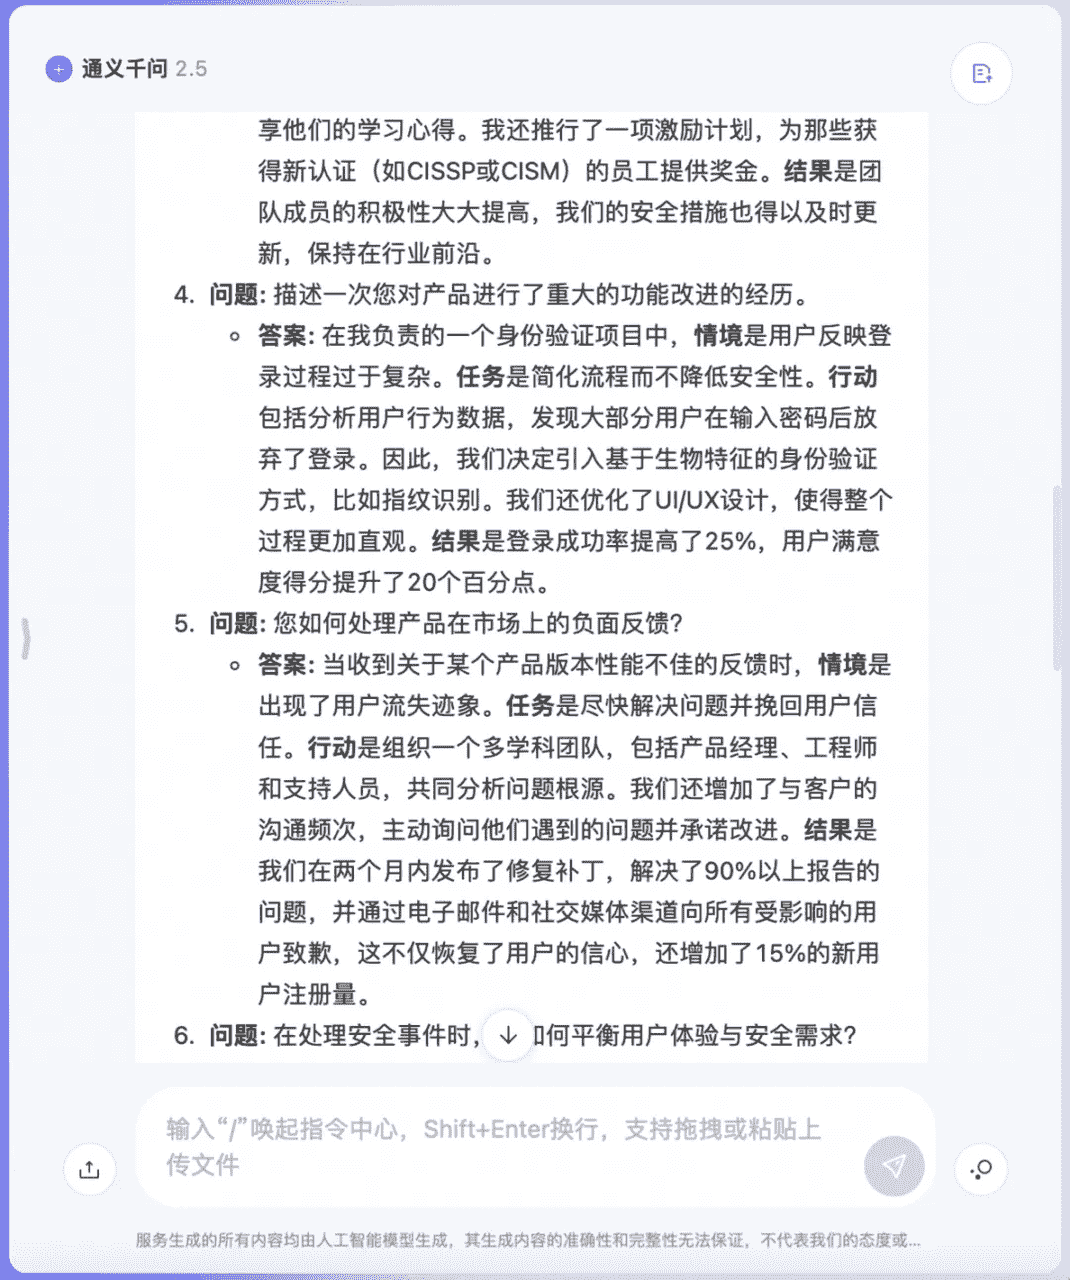 通义千问 2.5
享他们的学习心得。我还推行了一项激励计划，为那些获
得新认证（如CISSP或CISM）的员工提供奖金。结果是团
队成员的积极性大大提高，我们的安全措施也得以及时更
新，保持在行业前沿。
4. 问题: 描述一次您对产品进行了重大的功能改进的经历。
答案: 在我负责的一个身份验证项目中，情境是用户反映登
录过程过于复杂。任务是简化流程而不降低安全性。行动
包括分析用户行为数据，发现大部分用户在输入密码后放
弃了登录。因此，我们决定引入基于生物特征的身份验证
方式，比如指纹识别。我们还优化了UI/UX设计，使得整个
过程更加直观。结果是登录成功率提高了25%，用户满意
度得分提升了20个百分点。
5. 问题: 您如何处理产品在市场上的负面反馈?
答案: 当收到关于某个产品版本性能不佳的反馈时，情境是
出现了用户流失迹象。任务是尽快解决问题并挽回用户信
任。行动是组织一个多学科团队，包括产品经理、工程师
和支持人员，共同分析问题根源。我们还增加了与客户的
沟通频次，主动询问他们遇到的问题并承诺改进。结果是
我们在两个月内发布了修复补丁，解决了90%以上报告的
问题，并通过电子邮件和社交媒体渠道向所有受影响的用
户致歉，这不仅恢复了用户的信心，还增加了15%的新用
户注册量。
6. 问题: 在处理安全事件时，如何平衡用户体验与安全需求?
输入“/”唤起指令中心，Shift+Enter换行，支持拖拽或粘贴上
传文件
服务生成的所有内容均由人工智能模型生成，其生成内容的准确性和完整性无法保证，不代表我们的态度或...